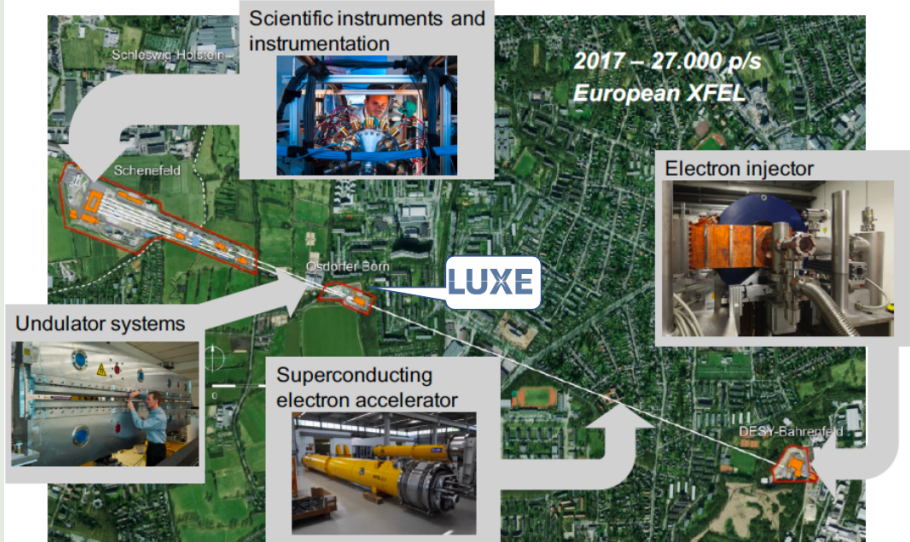 Scientific instruments and
instrumentation
Schleswig-Holstein
2017 – 27.000 p/s
European XFEL
Schenefeld
Electron injector
Osdorfer Born
LUXE
Undulator systems
Superconducting
electron accelerator
DESY-Bahrenfeld
0